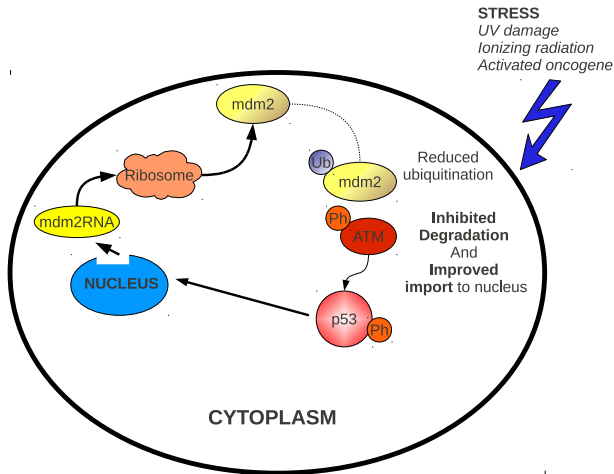 STRESS
UV damage
Ionizing radiation
Activated oncogene
mdm2
Ub
mdm2
Reduced
ubiquitination
Ribosome
mdm2RNA
Ph
ATM
Inhibited
Degradation
And
Improved
import to nucleus
NUCLEUS
p53
Ph
CYTOPLASM